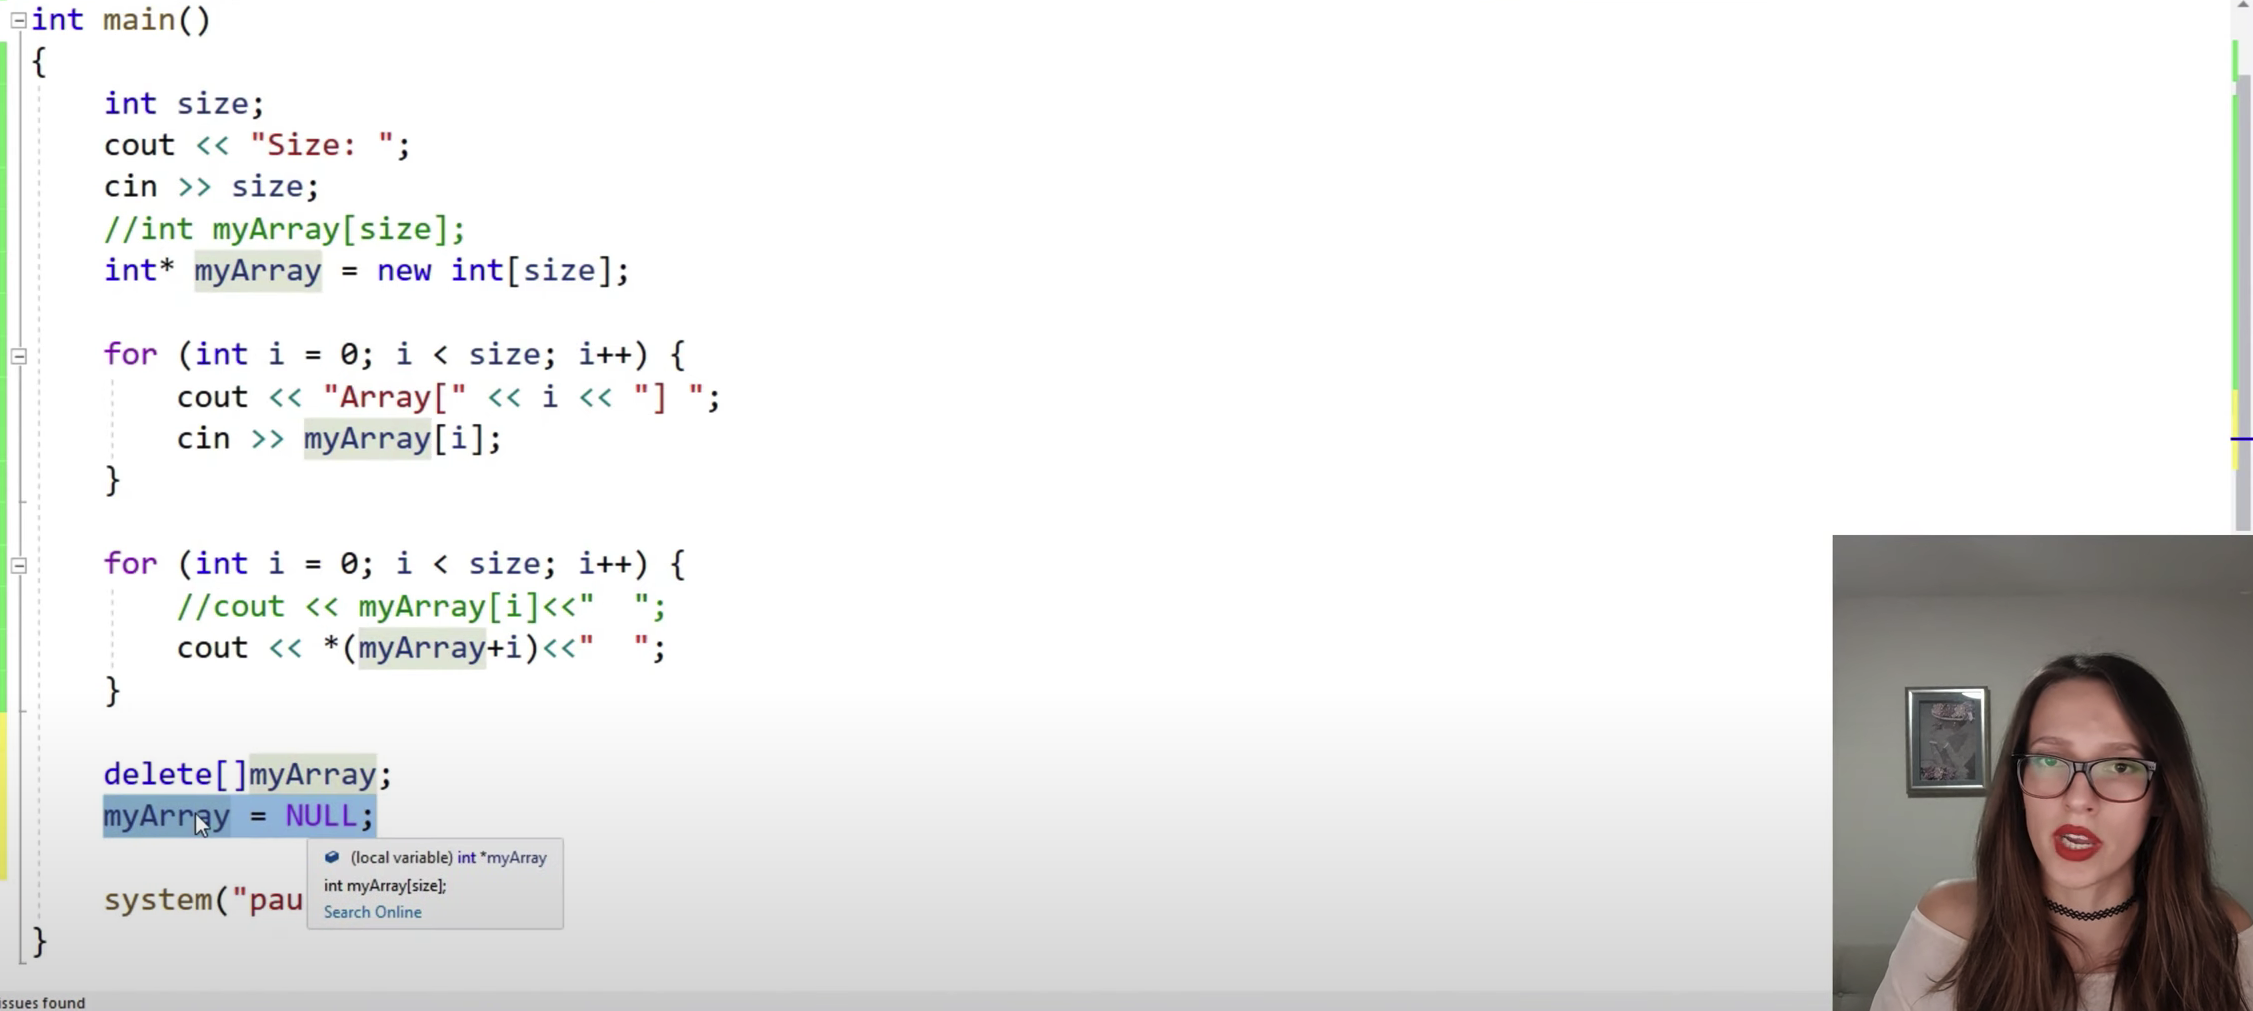 int main()
{
int size;
cout << "Size: ";
cin >> size;
//int myArray[size];
int* myArray = new int[size];
for (int i = 0; i < size; i++) {
cout << "Array[" << i << "] ";
cin >> myArray[i];
}
for (int i = 0; i < size; i++) {
//cout << myArray[i]<<"  ";
cout << *(myArray+i)<<"  ";
}
delete[]myArray;
myArray = NULL;
(local variable) int *myArray
int myArray[size];
Search Online
system("pau
}
issues found